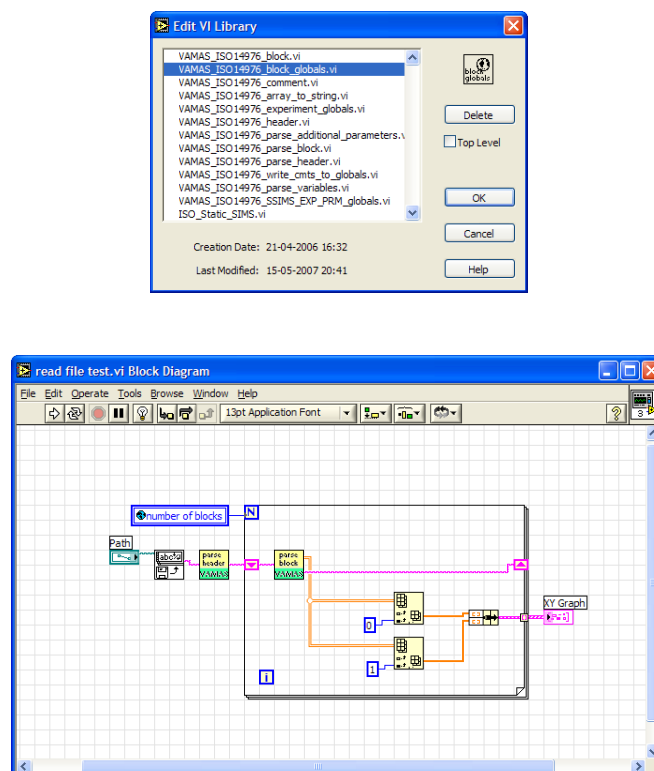 Edit VI Library
VAMAS_ISO14976_block.vi
VAMAS_ISO14976_block_globals.vi
VAMAS_ISO14976_comment.vi
VAMAS_ISO14976_array_to_string.vi
VAMAS_ISO14976_experiment_globals.vi
VAMAS_ISO14976_header.vi
VAMAS_ISO14976_parse_additional_parameters.v
VAMAS_ISO14976_parse_block.vi
VAMAS_ISO14976_parse_header.vi
VAMAS_ISO14976_write_cmts_to_globals.vi
VAMAS_ISO14976_parse_variables.vi
VAMAS_ISO14976_SSIMS_EXP_PRM_globals.vi
ISO_Static_SIMS.vi
block
globals
Delete
Top Level
OK
Cancel
Help
Creation Date: 21-04-2006 16:32
Last Modified: 15-05-2007 20:41
read file test.vi Block Diagram
File Edit Operate Tools Browse Window Help
13pt Application Font
?
3
number of blocks
N
Path
abc
parse
header
VAMAS
parse
block
VAMAS
0
1
i
XY Graph